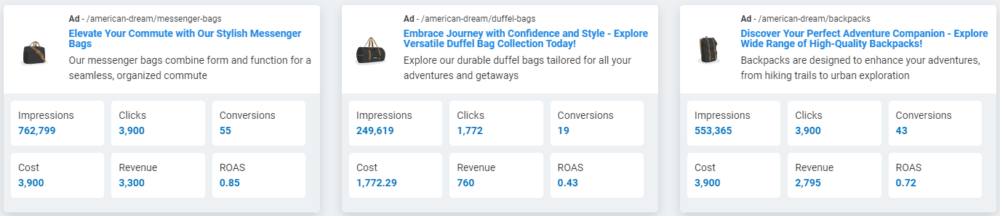 Ad - /american-dream/messenger-bags
Elevate Your Commute with Our Stylish Messenger
Bags
Our messenger bags combine form and function for a
seamless, organized commute
Impressions
762,799
Clicks
3,900
Conversions
55
Cost
3,900
Revenue
3,300
ROAS
0.85
Ad - /american-dream/duffel-bags
Embrace Journey with Confidence and Style - Explore
Versatile Duffel Bag Collection Today!
Explore our durable duffel bags tailored for all your
adventures and getaways
Impressions
249,619
Clicks
1,772
Conversions
19
Cost
1,772.29
Revenue
760
ROAS
0.43
Ad - /american-dream/backpacks
Discover Your Perfect Adventure Companion - Explore
Wide Range of High-Quality Backpacks!
Backpacks are designed to enhance your adventures,
from hiking trails to urban exploration
Impressions
553,365
Clicks
3,900
Conversions
43
Cost
3,900
Revenue
2,795
ROAS
0.72